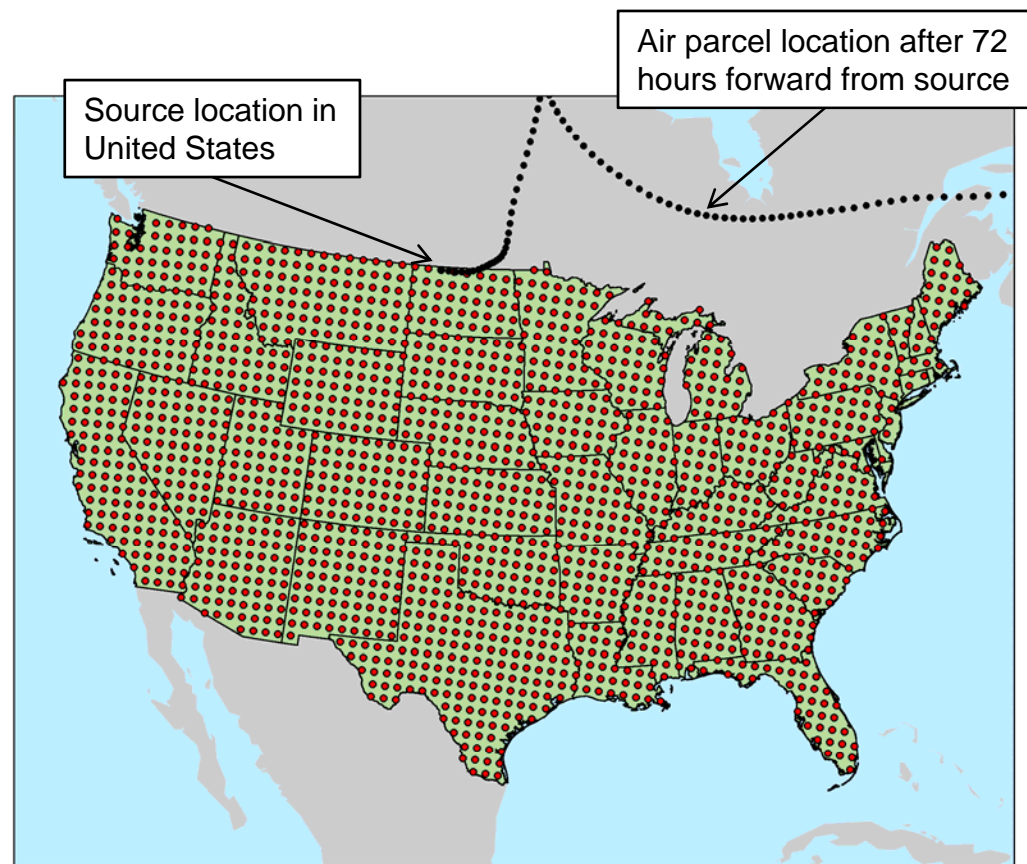 Air parcel location after 72
hours forward from source
Source location in
United States